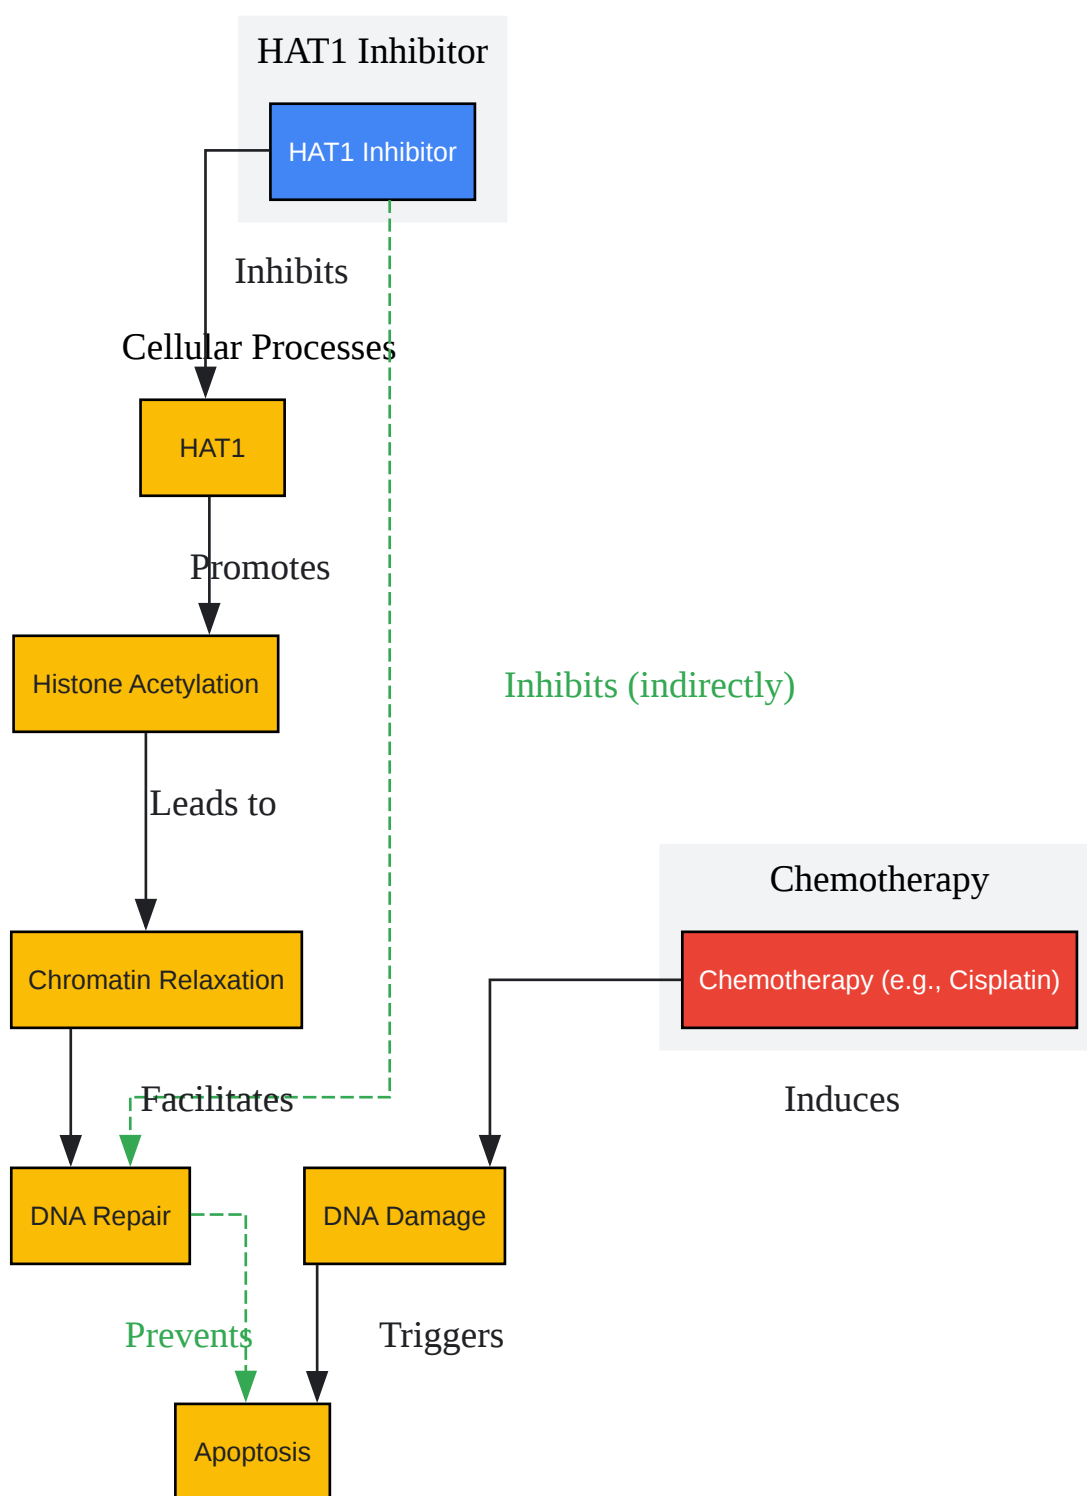 HAT1 Inhibitor
HAT1 Inhibitor
Inhibits
Cellular Processes
HAT1
Promotes
Histone Acetylation
Inhibits (indirectly)
Leads to
Chemotherapy
Chromatin Relaxation
Chemotherapy (e.g., Cisplatin)
Facilitates
Induces
DNA Repair
DNA Damage
Prevents
Triggers
Apoptosis